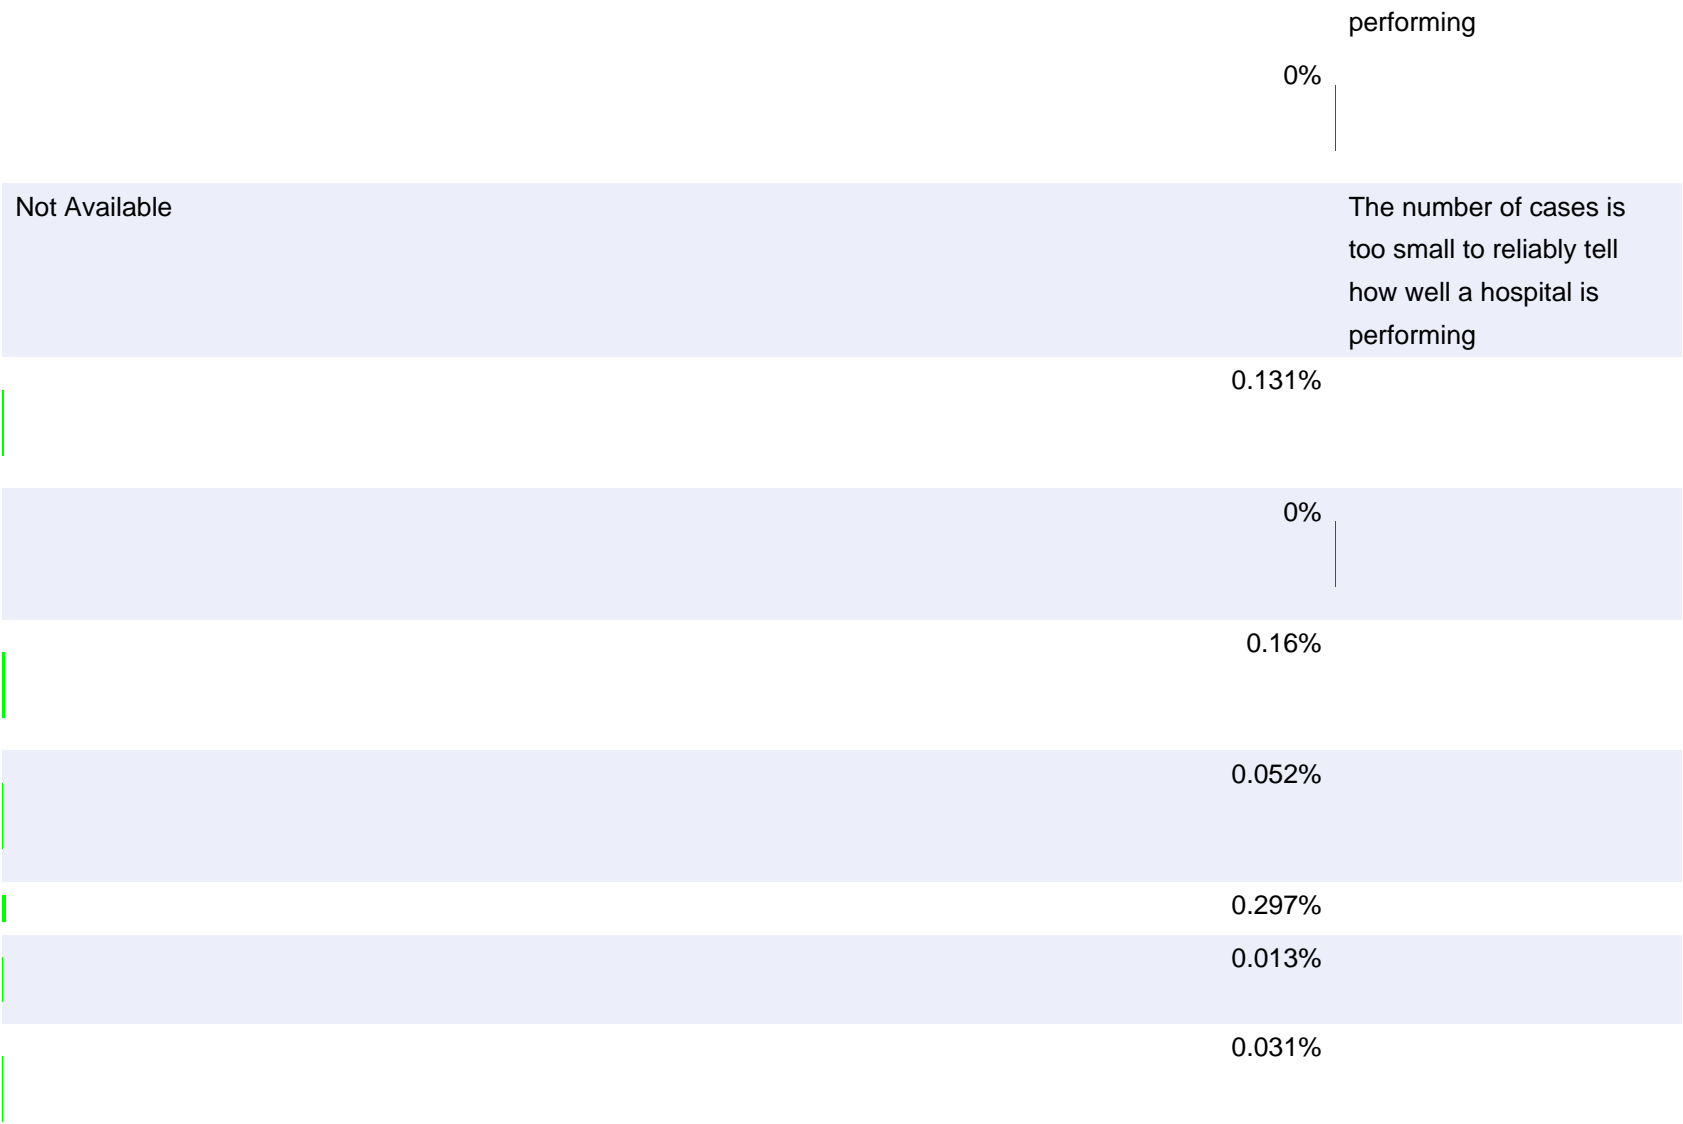 performing
0%
Not Available
The number of cases is
too small to reliably tell
how well a hospital is
performing
0.131%
0%
0.16%
0.052%
0.297%
0.013%
0.031%